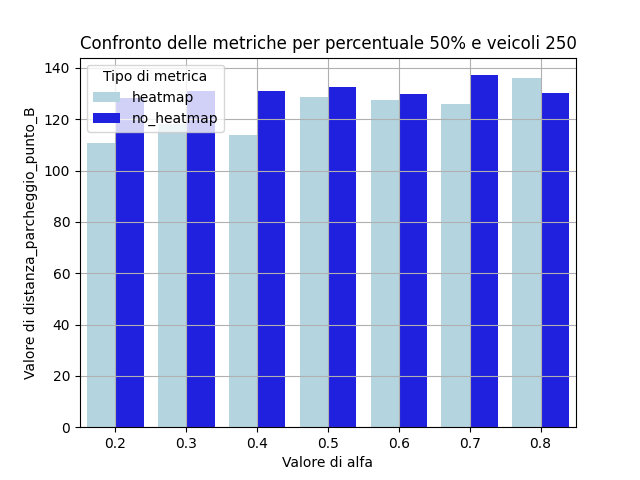 Confronto delle metriche per percentuale 50% e veicoli 250
Tipo di metrica
heatmap
no_heatmap
Valore di distanza_parcheggio_punto_B
140
120
100
80
60
40
20
0
0.2 0.3 0.4 0.5 0.6 0.7 0.8
Valore di alfa